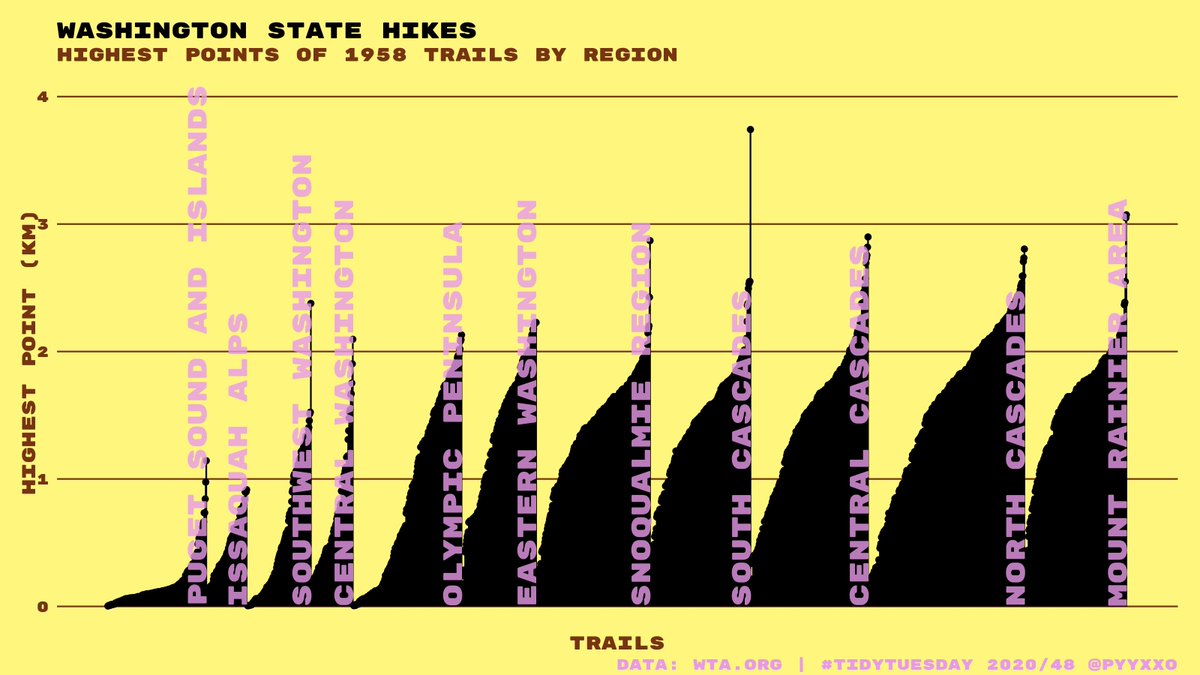 WASHINGTON STATE HIKES
HIGHEST POINTS OF 1958 TRAILS BY REGION
HIGHEST POINT (KM)
4
3
2
1
0
PUGET SOUND AND ISLANDS
ISSAQUAH ALPS
SOUTHWEST WASHINGTON
CENTRAL WASHINGTON
OLYMPIC PENINSULA
EASTERN WASHINGTON
SNOQUALMIE REGION
SOUTH CASCADES
CENTRAL CASCADES
NORTH CASCADES
MOUNT RAINIER AREA
TRAILS
DATA: WTA.ORG | #TIDYTUESDAY 2020/48 @PYYXXO